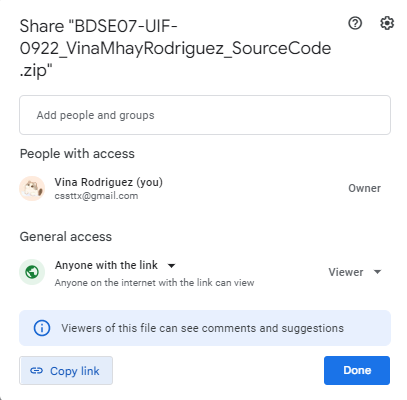 Share "BDSE07-UIF-
0922_VinaMhayRodriguez_SourceCode
.zip"
Add people and groups
People with access
Vina Rodriguez (you)
cssttx@gmail.com
Owner
General access
Anyone with the link
Anyone on the internet with the link can view
Viewer
Viewers of this file can see comments and suggestions
Copy link
Done